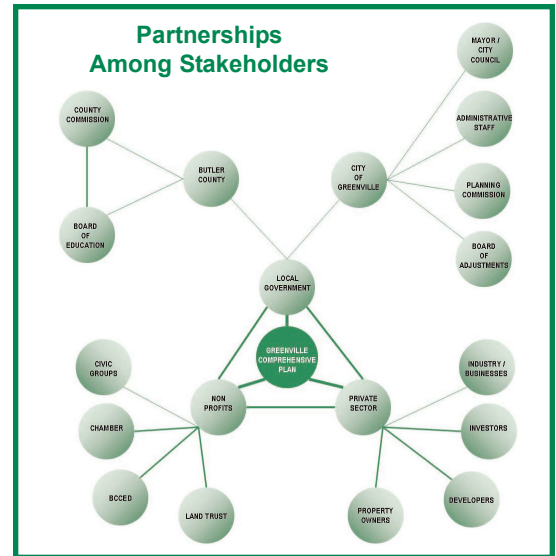 Partnerships
Among Stakeholders
MAYOR /
CITY
COUNCIL
COUNTY
COMMISSION
ADMINISTRATIVE
STAFF
BUTLER
COUNTY
CITY
OF
GREENVILLE
PLANNING
COMMISSION
BOARD
OF
EDUCATION
BOARD
OF
ADJUSTMENTS
LOCAL
GOVERNMENT
GREENVILLE
COMPREHENSIVE
PLAN
CIVIC
GROUPS
INDUSTRY /
BUSINESSES
NON
PROFITS
PRIVATE
SECTOR
CHAMBER
INVESTORS
BCCED
DEVELOPERS
LAND TRUST
PROPERTY
OWNERS